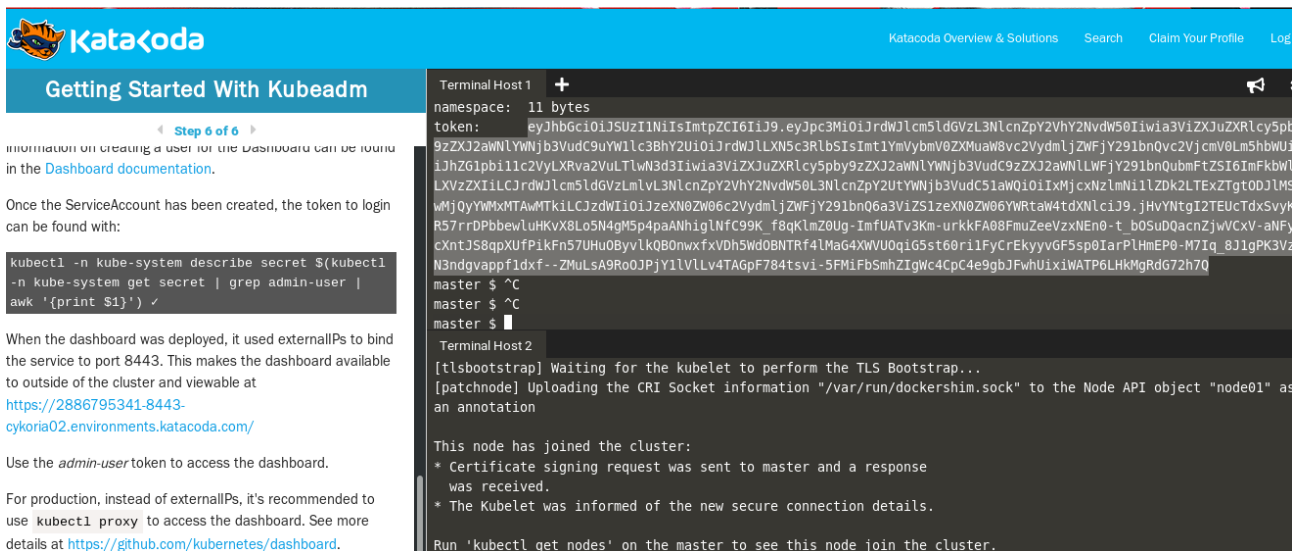 Katacoda
Katacoda Overview & Solutions Search Claim Your Profile Log
Getting Started With Kubeadm
Step 6 of 6
information on creating a user for the Dashboard can be found
in the Dashboard documentation.
Once the ServiceAccount has been created, the token to login
can be found with:
kubectl -n kube-system describe secret $(kubectl
-n kube-system get secret | grep admin-user |
awk '{print $1}') ✓
When the dashboard was deployed, it used externalIPs to bind
the service to port 8443. This makes the dashboard available
to outside of the cluster and viewable at
https://2886795341-8443-
cykoria02.environments.katacoda.com/
Use the admin-user token to access the dashboard.
For production, instead of externalIPs, it's recommended to
use kubectl proxy to access the dashboard. See more
details at https://github.com/kubernetes/dashboard.
Terminal Host 1
namespace: 11 bytes
token:
master $ ^C
master $ ^C
master $
Terminal Host 2
[tlsbootstrap] Waiting for the kubelet to perform the TLS Bootstrap...
[patchnode] Uploading the CRI Socket information "/var/run/dockershim.sock" to the Node API object "node01" as
an annotation
This node has joined the cluster:
* Certificate signing request was sent to master and a response
was received.
* The Kubelet was informed of the new secure connection details.
Run 'kubectl get nodes' on the master to see this node join the cluster.